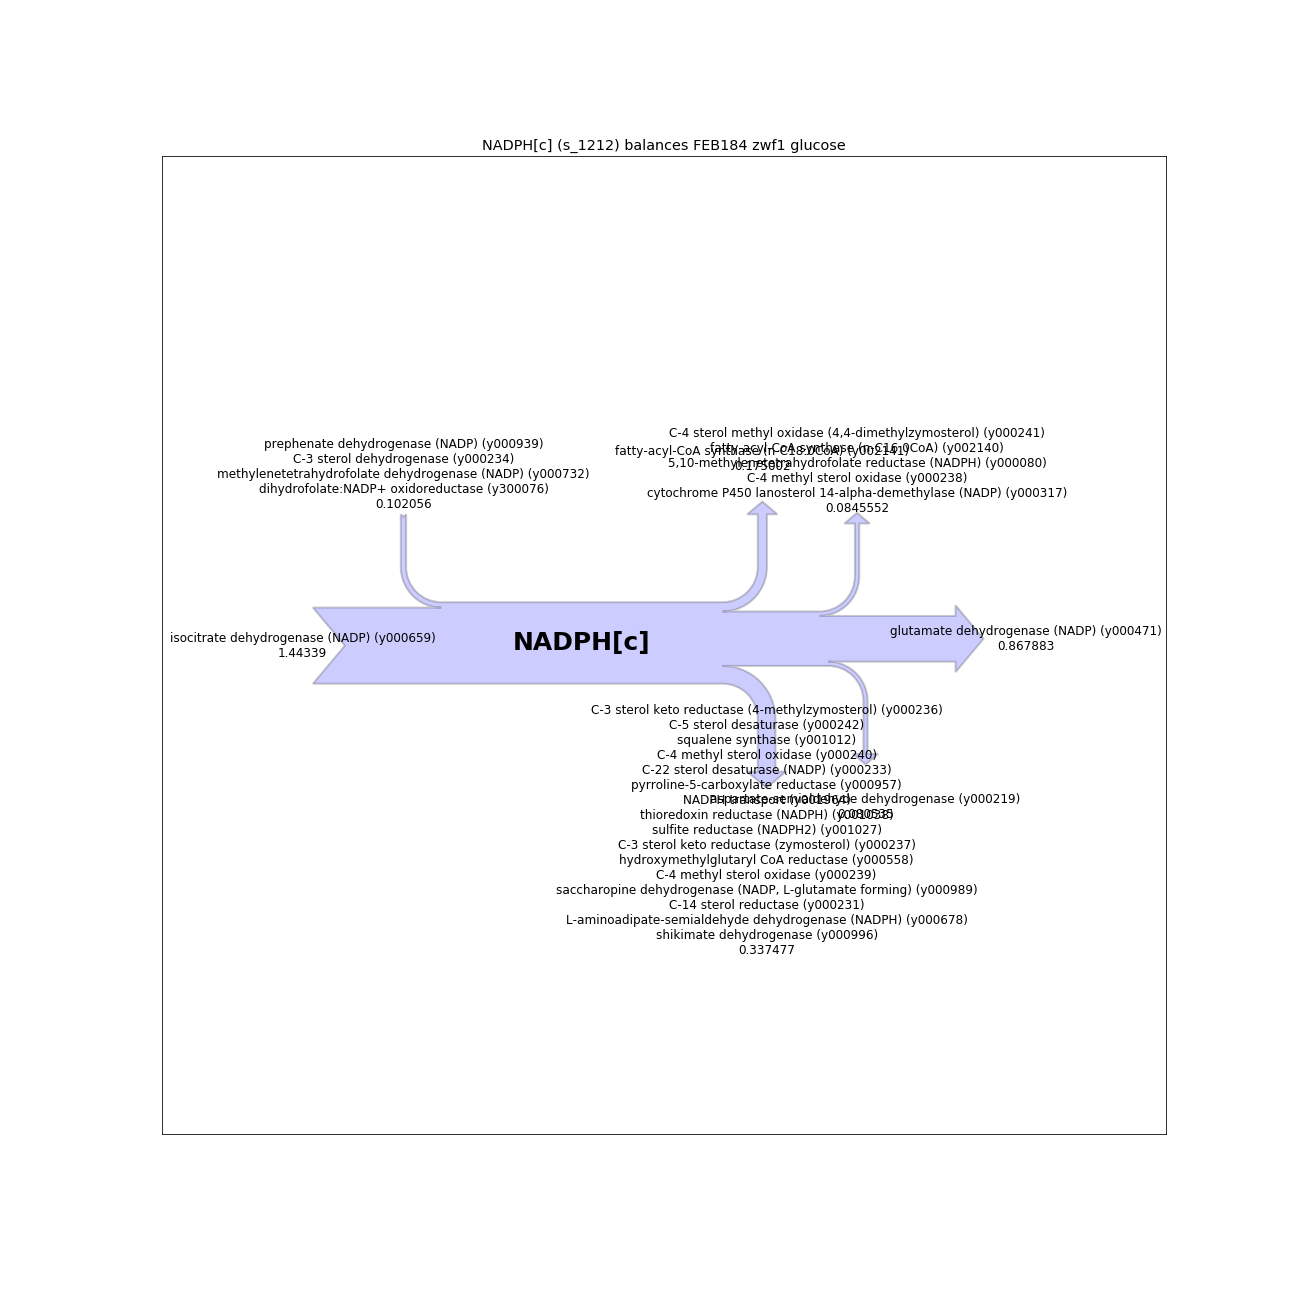 NADPH[c] (s_1212) balances FEB184 zwf1 glucose
prephenate dehydrogenase (NADP) (y000939)
C-3 sterol dehydrogenase (y000234)
methylenetetrahydrofolate dehydrogenase (NADP) (y000732)
dihydrofolate:NADP+ oxidoreductase (y300076)
0.102056
fatty-acyl-CoA synthase (n-C18:0CoA) (y002141)
0.175002
C-4 sterol methyl oxidase (4,4-dimethylzymosterol) (y000241)
fatty-acyl-CoA synthase (n-C16:0CoA) (y002140)
5,10-methylenetetrahydrofolate reductase (NADPH) (y000080)
C-4 methyl sterol oxidase (y000238)
cytochrome P450 lanosterol 14-alpha-demethylase (NADP) (y000317)
0.0845552
isocitrate dehydrogenase (NADP) (y000659)
1.44339
NADPH[c]
glutamate dehydrogenase (NADP) (y000471)
0.867883
C-3 sterol keto reductase (4-methylzymosterol) (y000236)
C-5 sterol desaturase (y000242)
squalene synthase (y001012)
C-4 methyl sterol oxidase (y000240)
C-22 sterol desaturase (NADP) (y000233)
pyrroline-5-carboxylate reductase (y000957)
NADPH transport (y001964)
thioredoxin reductase (NADPH) (y001038)
sulfite reductase (NADPH2) (y001027)
C-3 sterol keto reductase (zymosterol) (y000237)
hydroxymethylglutaryl CoA reductase (y000558)
C-4 methyl sterol oxidase (y000239)
saccharopine dehydrogenase (NADP, L-glutamate forming) (y000989)
C-14 sterol reductase (y000231)
L-aminoadipate-semialdehyde dehydrogenase (NADPH) (y000678)
shikimate dehydrogenase (y000996)
0.337477
aspartate-semialdehyde dehydrogenase (y000219)